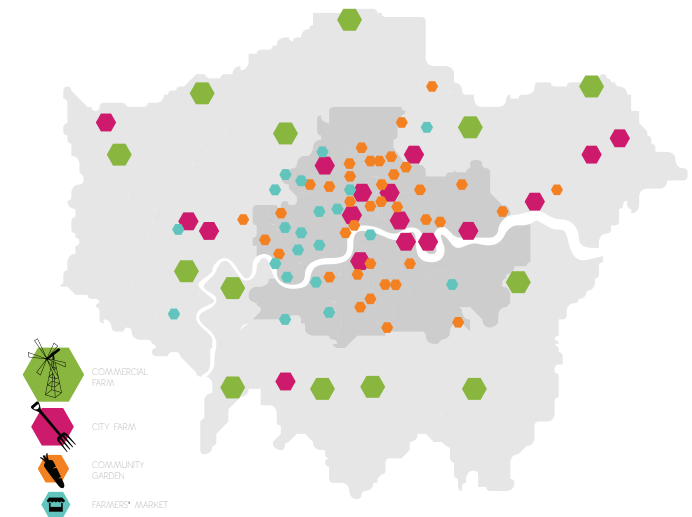 COMMERCIAL
FARM
CITY FARM
COMMUNITY
GARDEN
FARMERS' MARKET